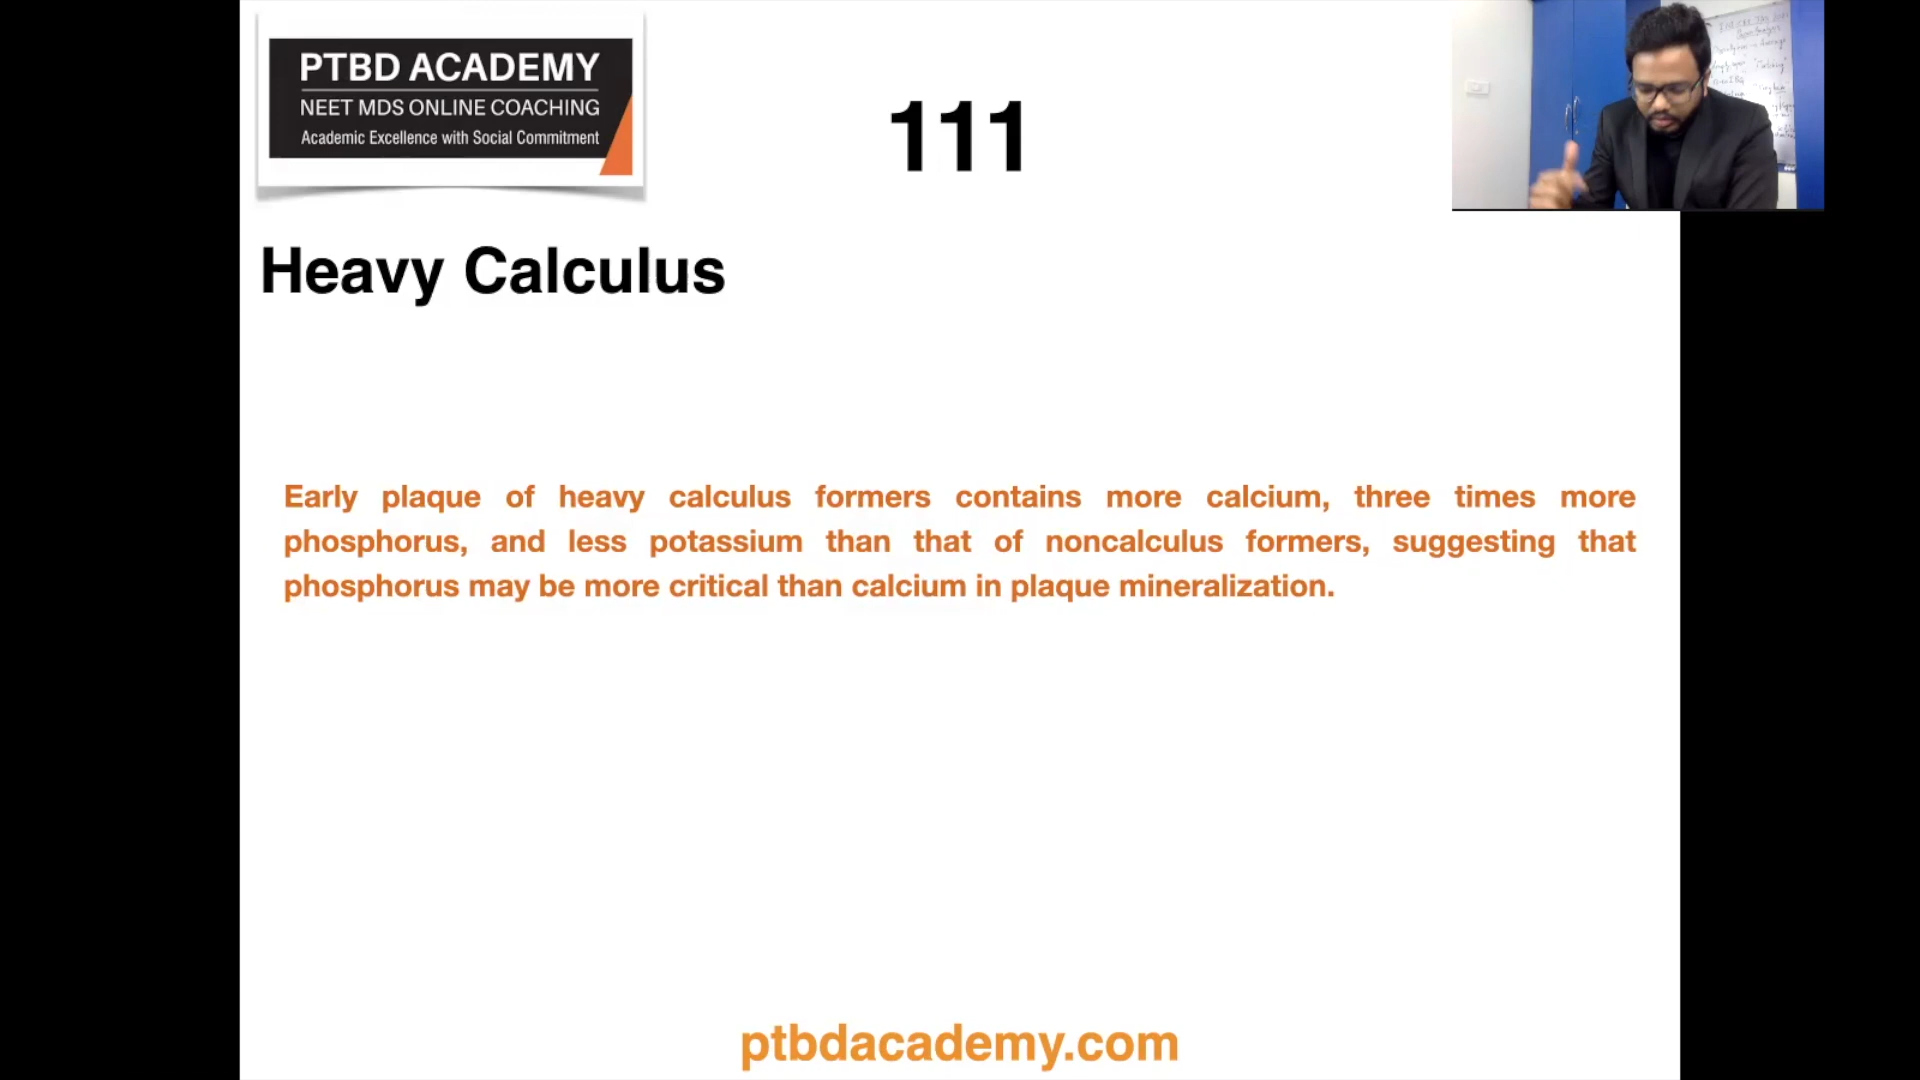 PTBD ACADEMY
NEET MDS ONLINE COACHING
Academic Excellence with Social Commitment
111
Heavy Calculus
Early plaque of heavy calculus formers contains more calcium, three times more
phosphorus, and less potassium than that of noncalculus formers, suggesting that
phosphorus may be more critical than calcium in plaque mineralization.
ptbdacademy.com